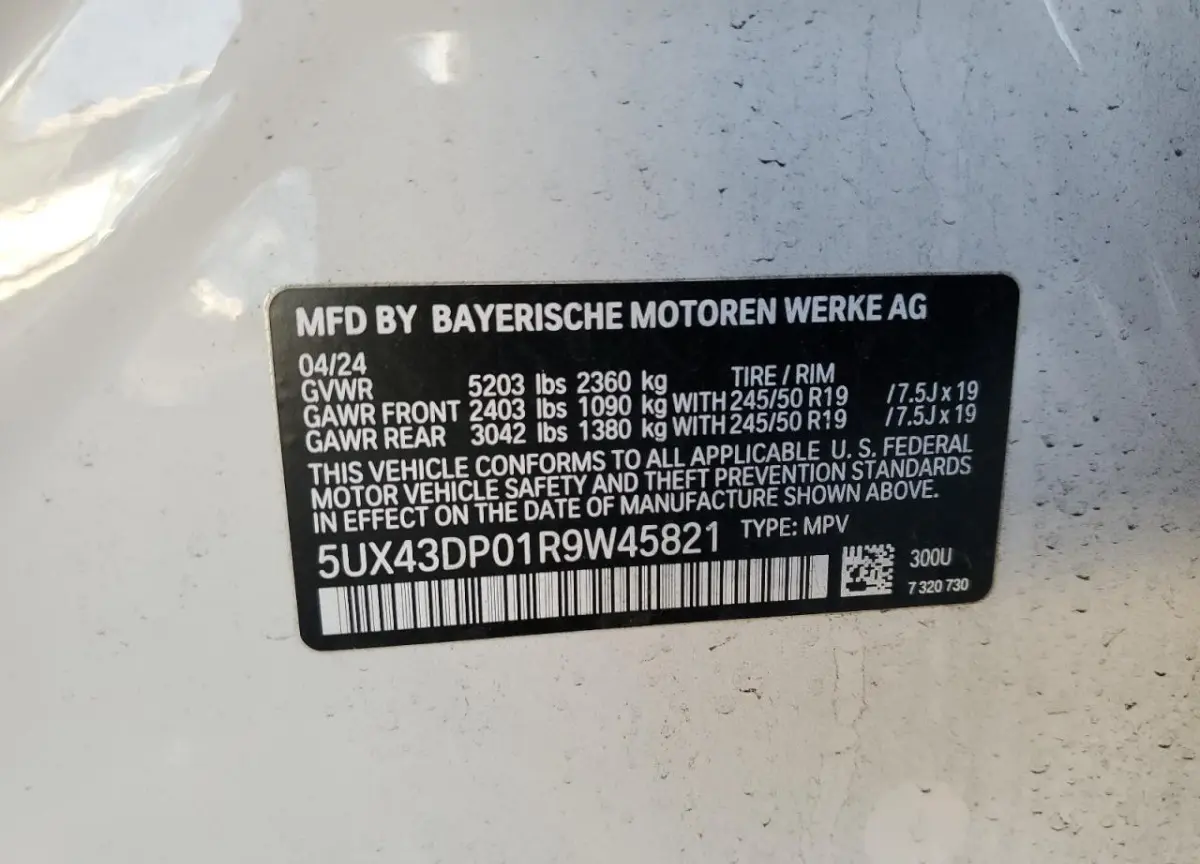 MFD BY BAYERISCHE MOTOREN WERKE AG
04/24 TIRE / RIM
GVWR 5203 lbs 2360 kg
GAWR FRONT 2403 lbs 1090 kg WITH 245/50 R19 /7.5J x 19
GAWR REAR 3042 lbs 1380 kg WITH 245/50 R19 /7.5J x 19
THIS VEHICLE CONFORMS TO ALL APPLICABLE U. S. FEDERAL
MOTOR VEHICLE SAFETY AND THEFT PREVENTION STANDARDS
IN EFFECT ON THE DATE OF MANUFACTURE SHOWN ABOVE.
5UX43DP01R9W45821 TYPE: MPV
300U
7 320 730